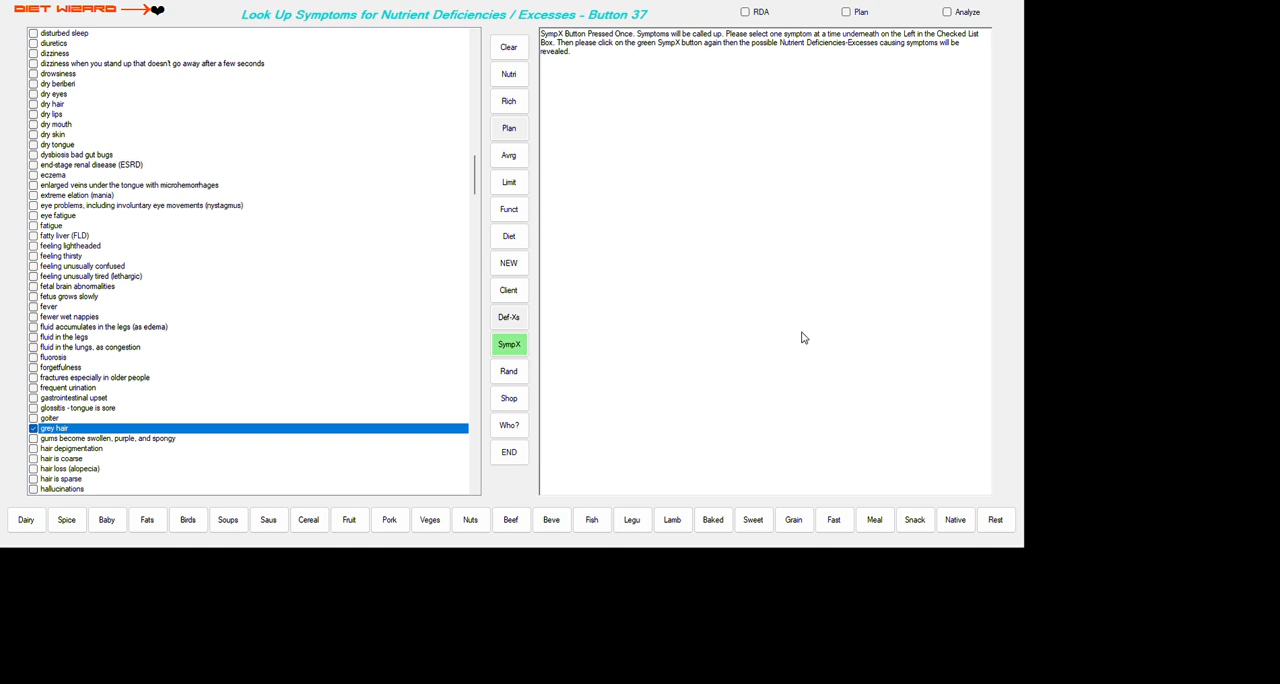 DIET WIZARD
Look Up Symptoms for Nutrient Deficiencies / Excesses - Button 37
RDA
Plan
Analyze
disturbed sleep
diuretics
dizziness
dizziness when you stand up that doesn't go away after a few seconds
drowsiness
dry beriberi
dry eyes
dry hair
dry lips
dry mouth
dry skin
dry tongue
dysbiosis bad gut bugs
end-stage renal disease (ESRD)
eczema
enlarged veins under the tongue with microhemorrhages
extreme elation (mania)
eye problems, including involuntary eye movements (nystagmus)
eye fatigue
fatigue
fatty liver (FLD)
feeling lightheaded
feeling thirsty
feeling unusually confused
feeling unusually tired (lethargic)
fetal brain abnormalities
fetus grows slowly
fever
fewer wet nappies
fluid accumulates in the legs (as edema)
fluid in the legs
fluid in the lungs, as congestion
fluorosis
forgetfulness
fractures especially in older people
frequent urination
gastrointestinal upset
glossitis - tongue is sore
goiter
grey hair
gums become swollen, purple, and spongy
hair depigmentation
hair is coarse
hair loss (alopecia)
hair is sparse
hallucinations
Clear
Nutri
Rich
Plan
Avrg
Limit
Funct
Diet
NEW
Client
Def-Xs
SympX
Rand
Shop
Who?
END
SympX Button Pressed Once. Symptoms will be called up. Please select one symptom at a time underneath on the Left in the Checked List
Box. Then please click on the green SympX button again then the possible Nutrient Deficiencies-Excesses causing symptoms will be
revealed.
Dairy Spice Baby Fats Birds Soups Saus Cereal Fruit Pork Veges Nuts Beef Beve Fish Legu Lamb Baked Sweet Grain Fast Meal Snack Native Rest